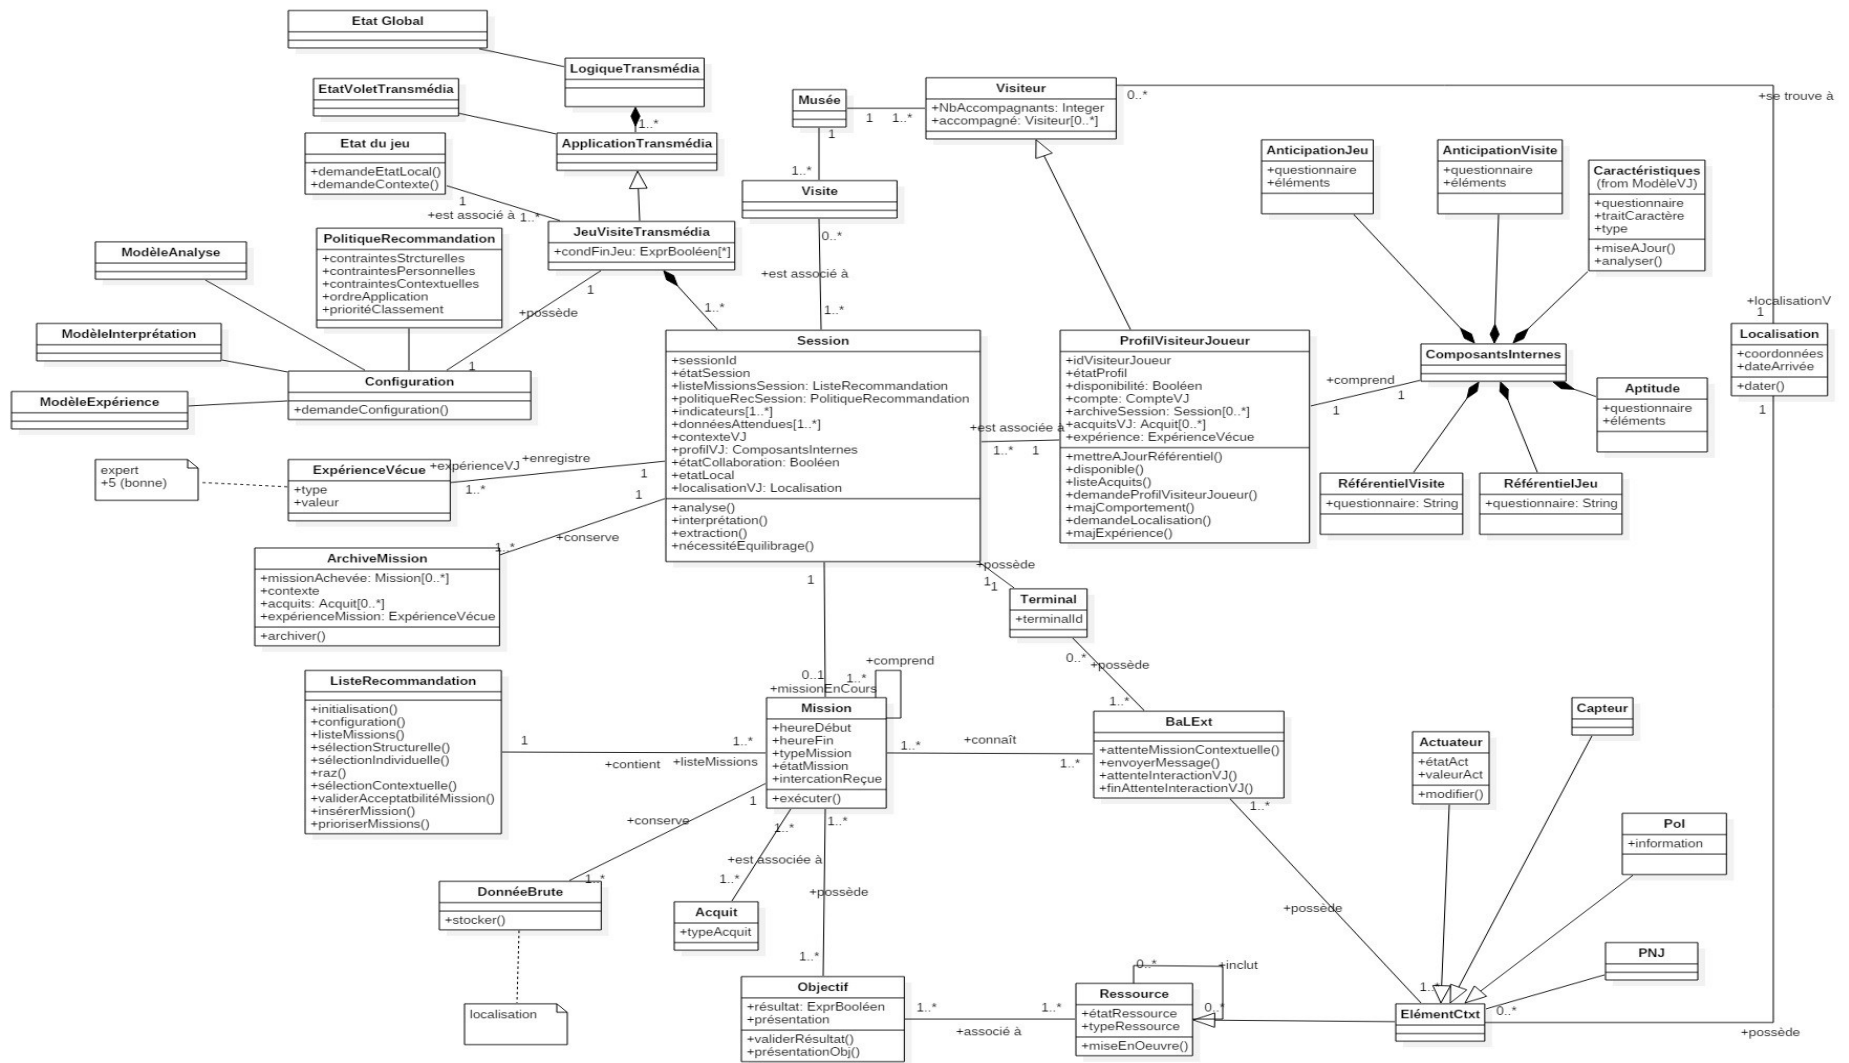 Etat Global
LogiqueTransmédia
EtatVoletTransmédia
1..*
ApplicationTransmédia
Etat du jeu
+demandeEtatLocal()
+demandeContexte()
1
+est associé à
1..*
JeuVisiteTransmédia
+condFinJeu: ExprBooléen[*]
Musée
1
1..*
1
1..*
Visite
0..*
+est associé à
1..*
Visiteur
+NbAccompagnants: Integer
+accompagné: Visiteur[0..*]
0..*
+se trouve à
AnticipationJeu
+questionnaire
+éléments
AnticipationVisite
+questionnaire
+éléments
Caractéristiques
(from ModèleVJ)
+questionnaire
+traitCaractère
+type
+miseAJour()
+analyser()
ModèleAnalyse
PolitiqueRecommandation
+contraintesStrcturelles
+contraintesPersonnelles
+contraintesContextuelles
+ordreApplication
+prioritéClassement
1
+possède
1
1..*
ModèleInterprétation
ModèleExpérience
Configuration
+demandeConfiguration()
Session
+sessionId
+étatSession
+listeMissionsSession: ListeRecommandation
+politiqueRecSession: PolitiqueRecommandation
+indicateurs[1..*]
+donnéesAttendues[1..*]
+contexteVJ
+profilVJ: ComposantsInternes
+étatCollaboration: Booléen
+etatLocal
+localisationVJ: Localisation
+analyse()
+interprétation()
+extraction()
+nécessitéEquilibrage()
+est associée à
1..*
1
ProfilVisiteurJoueur
+idVisiteurJoueur
+étatProfil
+disponibilité: Booléen
+compte: CompteVJ
+archiveSession: Session[0..*]
+acquitsVJ: Acquit[0..*]
+expérience: ExpérienceVécue
+mettreAJourRéférentiel()
+disponible()
+listeAcquits()
+demandeProfilVisiteurJoueur()
+majComportement()
+demandeLocalisation()
+majExpérience()
+comprend
1
1
ComposantsInternes
+localisationV
1
Localisation
+coordonnées
+dateArrivée
+dater()
1
Aptitude
+questionnaire
+éléments
RéférentielVisite
+questionnaire: String
RéférentielJeu
+questionnaire: String
expert
+5 (bonne)
ExpérienceVécue
+type
+valeur
+expérienceVJ
+enregistre
1..*
1
1
+conserve
1..*
ArchiveMission
+missionAchevée: Mission[0..*]
+contexte
+acquits: Acquit[0..*]
+expérienceMission: ExpérienceVécue
+archiver()
+possède
1
1
Terminal
+terminalId
0..*
+possède
1..*
1
0..1
+missionEnCours
+comprend
1..*
ListeRecommandation
+initialisation()
+configuration()
+listeMissions()
+sélectionStructurelle()
+sélectionIndividuelle()
+raz()
+sélectionContextuelle()
+validerAcceptatbilitéMission()
+insérerMission()
+prioriserMissions()
1
+contient
+listeMissions
1..*
Mission
+heureDébut
+heureFin
+typeMission
+étatMission
+intercationReçue
+exécuter()
1..*
+connaît
1..*
BaLExt
+attenteMissionContextuelle()
+envoyerMessage()
+attenteInteractionVJ()
+finAttenteInteractionVJ()
1..*
Capteur
Actuateur
+étatAct
+valeurAct
+modifier()
PoI
+information
PNJ
1
+conserve
1..*
DonnéeBrute
+stocker()
localisation
1..*
+est associée à
1..*
Acquit
+typeAcquit
1..*
+possède
1..*
Objectif
+résultat: ExprBooléen
+présentation
+validerRésultat()
+présentationObj()
1..*
+associé à
1..*
0..*
+inclut
0..*
Ressource
+étatRessource
+typeRessource
+miseEnOeuvre()
+possède
1..*
ElémentCtxt
0..*
+possède